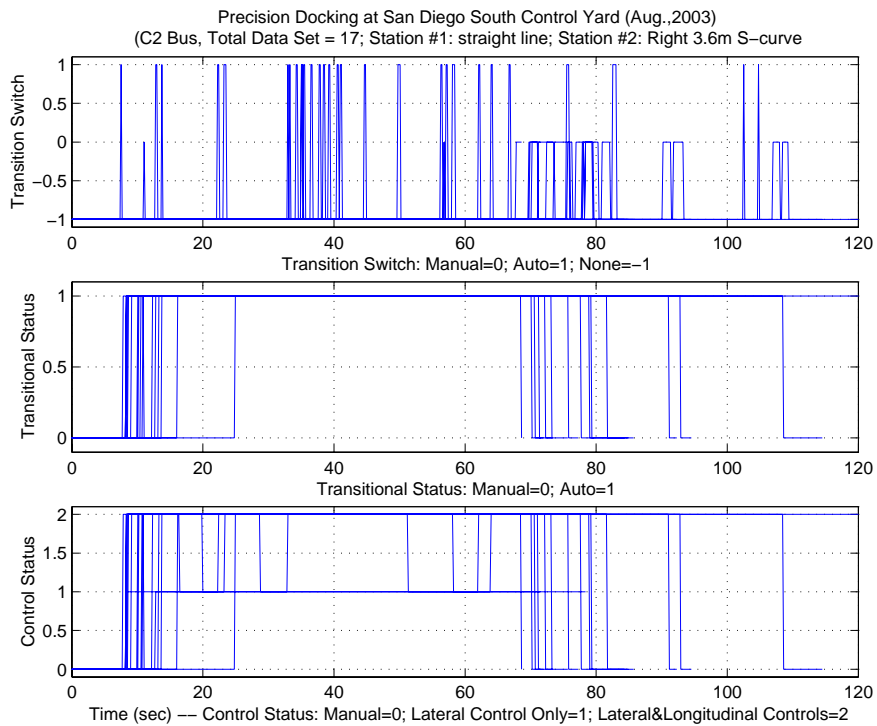 Precision Docking at San Diego South Control Yard (Aug.,2003)
(C2 Bus, Total Data Set = 17; Station #1: straight line; Station #2: Right 3.6m S-curve
Transition Switch
1
0.5
0
−0.5
−1
0 20 40 60 80 100 120
Transition Switch: Manual=0; Auto=1; None=−1
Transitional Status
1
0.5
0
0 20 40 60 80 100 120
Transitional Status: Manual=0; Auto=1
Control Status
2
1.5
1
0.5
0
0 20 40 60 80 100 120
Time (sec) −− Control Status: Manual=0; Lateral Control Only=1; Lateral&Longitudinal Controls=2